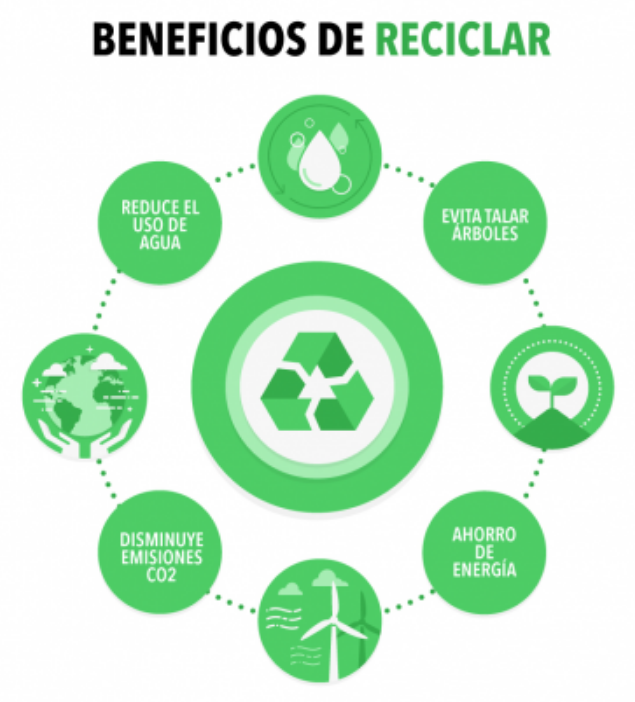 BENEFICIOS DE RECICLAR
REDUCE EL
USO DE
AGUA
EVITA TALAR
ÁRBOLES
DISMINUYE
EMISIONES
CO2
AHORRO
DE
ENERGÍA